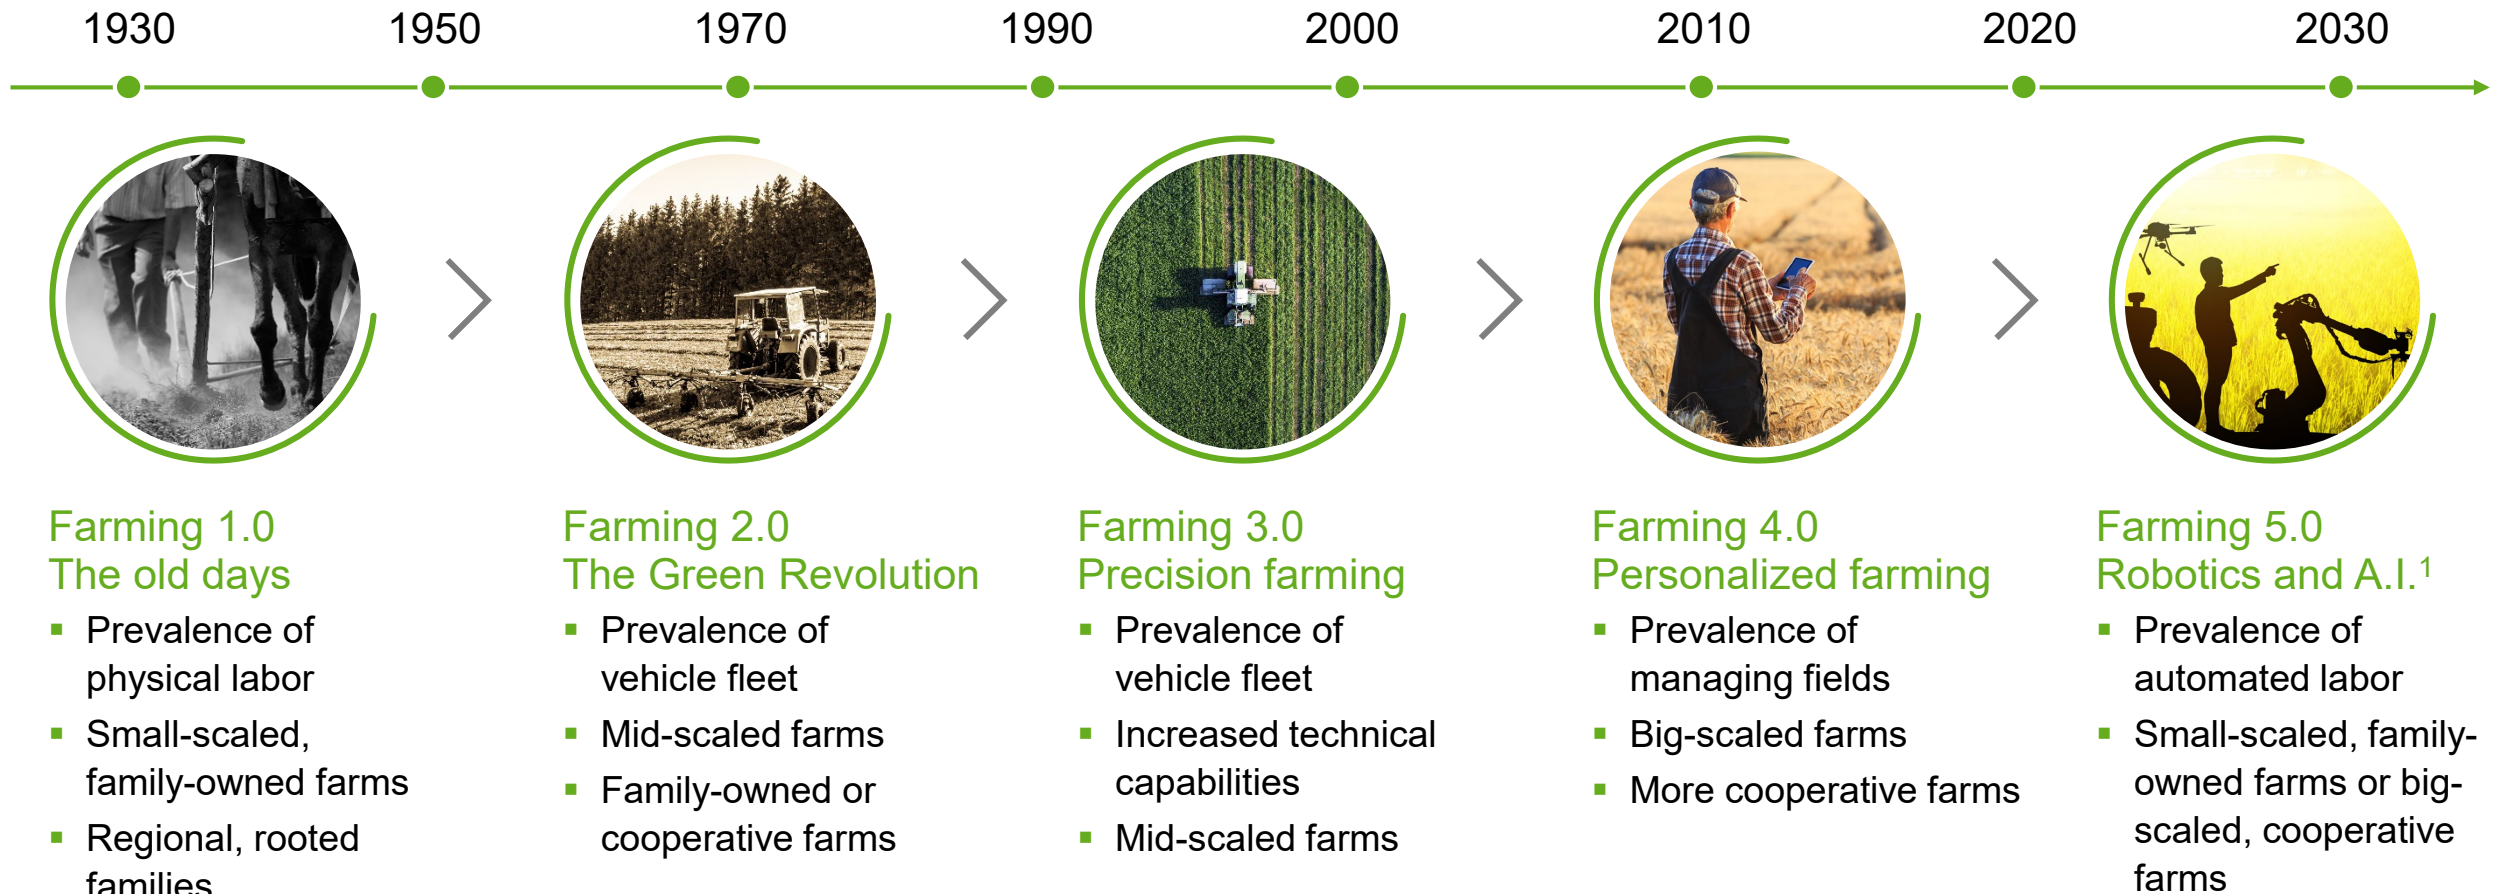 1930
1950
1970
1990
2000
2010
2020
2030
Farming 1.0
The old days
Prevalence of
physical labor
Small-scaled,
family-owned farms
Regional, rooted
families
Farming 2.0
The Green Revolution
Prevalence of
vehicle fleet
Mid-scaled farms
Family-owned or
cooperative farms
Farming 3.0
Precision farming
Prevalence of
vehicle fleet
Increased technical
capabilities
Mid-scaled farms
Farming 4.0
Personalized farming
Prevalence of
managing fields
Big-scaled farms
More cooperative farms
Farming 5.0
Robotics and A.I.¹
Prevalence of
automated labor
Small-scaled, family-
owned farms or big-
scaled, cooperative
farms